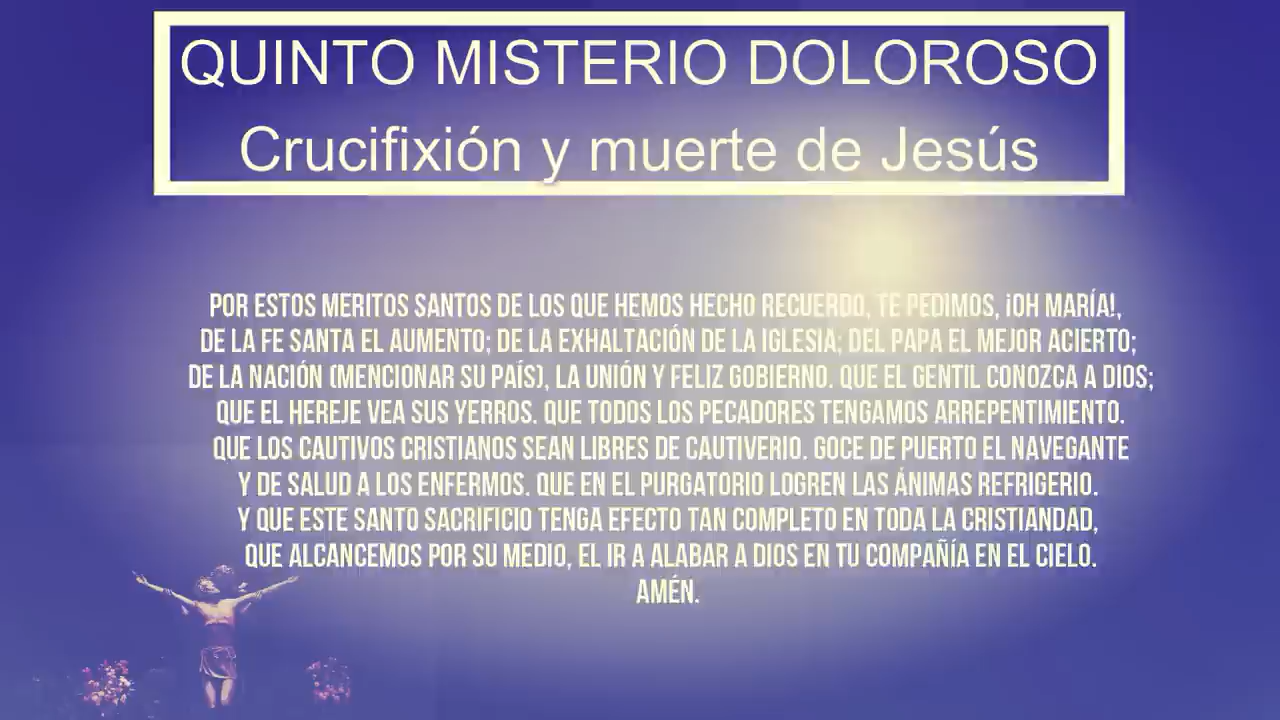 QUINTO MISTERIO DOLOROSO
Crucifixión y muerte de Jesús
POR ESTOS MERITOS SANTOS DE LOS QUE HEMOS HECHO RECUERDO, TE PEDIMOS, ¡OH MARÍA!,
DE LA FE SANTA EL AUMENTO; DE LA EXHALTACIÓN DE LA IGLESIA; DEL PAPA EL MEJOR ACIERTO;
DE LA NACIÓN (MENCIONAR SU PAÍS), LA UNIÓN Y FELIZ GOBIERNO. QUE EL GENTIL CONOZCA A DIOS;
QUE EL HEREJE VEA SUS YERROS. QUE TODOS LOS PECADORES TENGAMOS ARREPENTIMIENTO.
QUE LOS CAUTIVOS CRISTIANOS SEAN LIBRES DE CAUTIVERIO. GOCE DE PUERTO EL NAVEGANTE
Y DE SALUD A LOS ENFERMOS. QUE EN EL PURGATORIO LOGREN LAS ÁNIMAS REFRIGERIO.
Y QUE ESTE SANTO SACRIFICIO TENGA EFECTO TAN COMPLETO EN TODA LA CRISTIANDAD,
QUE ALCANCEMOS POR SU MEDIO, EL IR A ALABAR A DIOS EN TU COMPAÑÍA EN EL CIELO.
AMÉN.